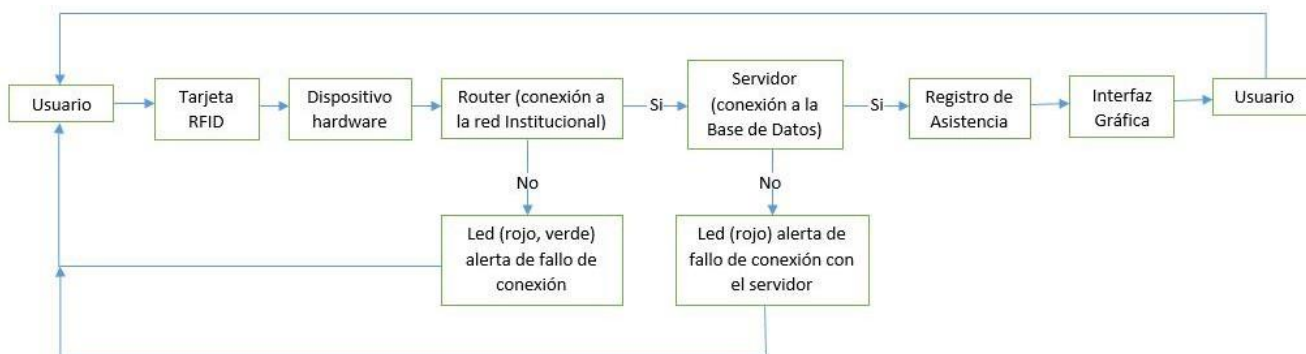 Usuario
Tarjeta
RFID
Dispositivo
hardware
Router (conexión a
la red Institucional)
Si
Servidor
(conexión a la
Base de Datos)
Si
Registro de
Asistencia
Interfaz
Gráfica
Usuario
No
No
Led (rojo, verde)
alerta de fallo de
conexión
Led (rojo) alerta de
fallo de conexión con
el servidor